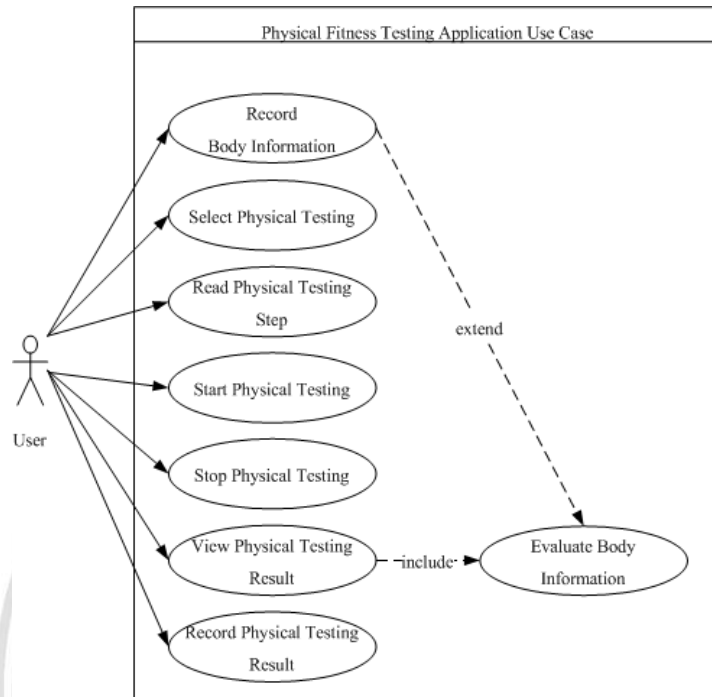 Physical Fitness Testing Application Use Case
Record
Body Information
Select Physical Testing
Read Physical Testing
Step
extend
Start Physical Testing
User
Stop Physical Testing
View Physical Testing
Result
include
Evaluate Body
Information
Record Physical Testing
Result